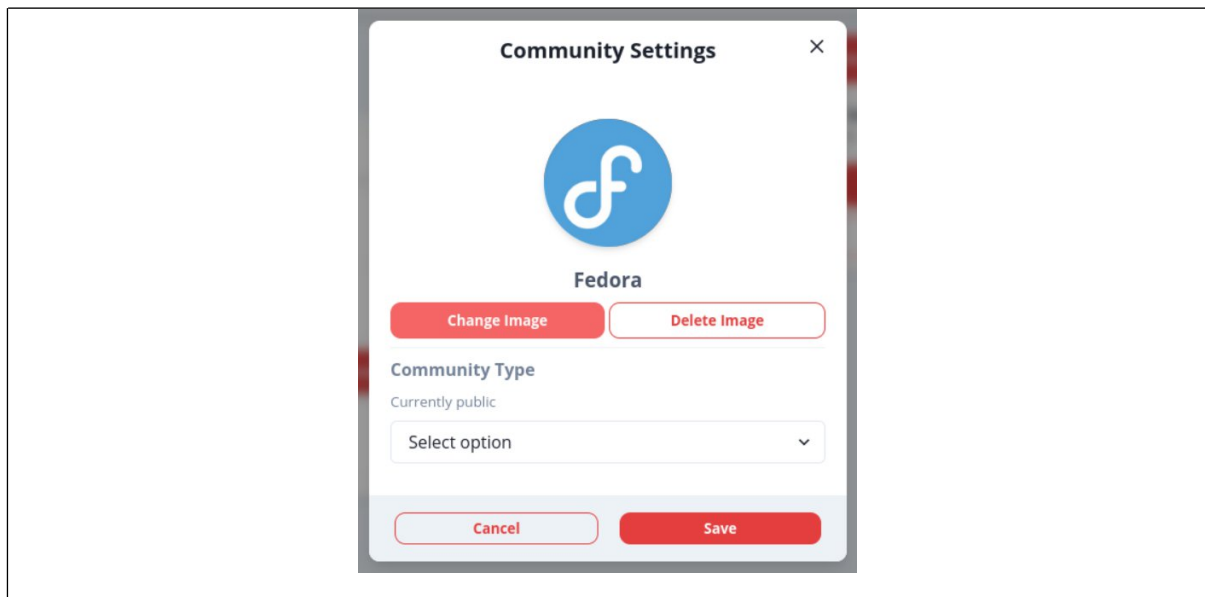 Community Settings
Fedora
Change Image
Delete Image
Community Type
Currently public
Select option
Cancel
Save